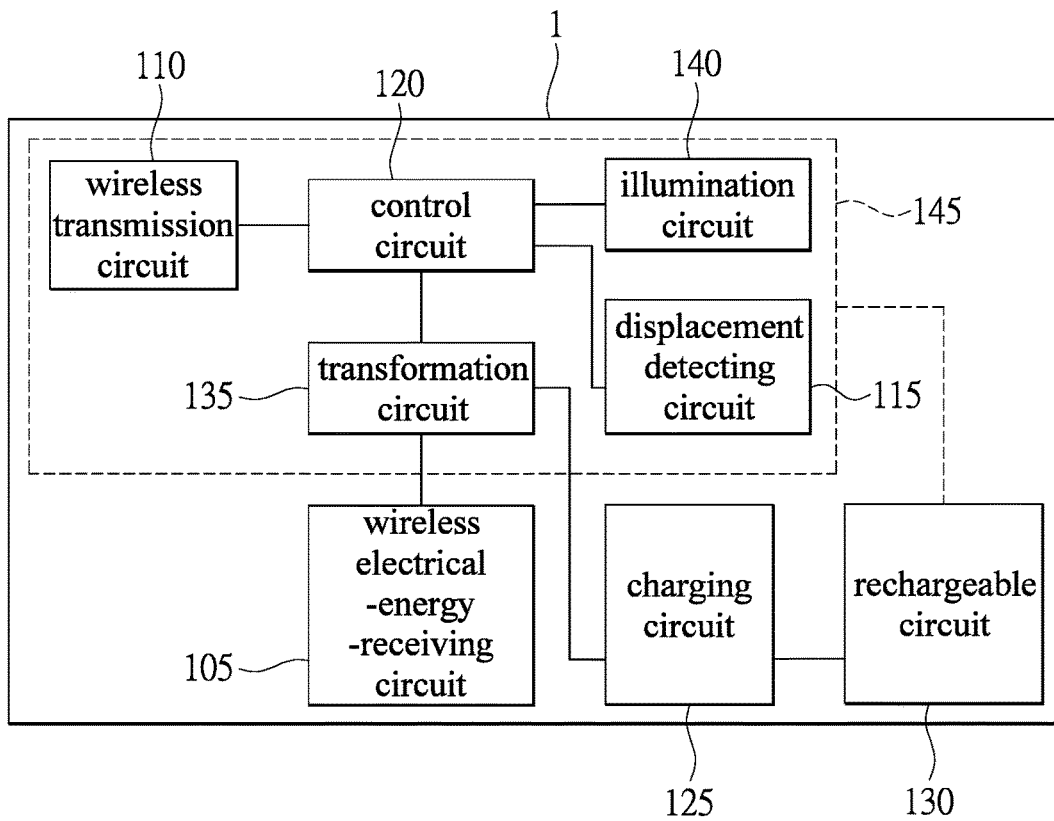 1
110
120
140
wireless
transmission
circuit
control
circuit
illumination
circuit
145
transformation
circuit
135
displacement
detecting
circuit
115
wireless
electrical
-energy
-receiving
circuit
105
charging
circuit
rechargeable
circuit
125
130